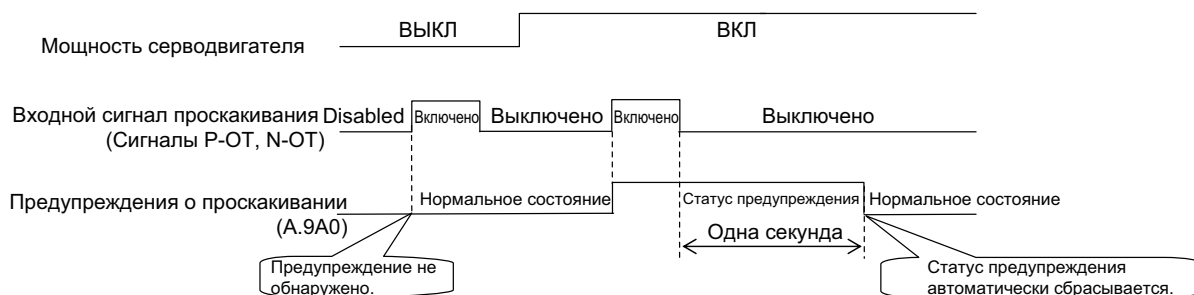 ВЫКЛ ВКЛ
Мощность серводвигателя
Входной сигнал проскакивания Disabled Включено Выключено Включено Выключено
(Сигналы P-OT, N-OT)
Предупреждения о проскакивании Нормальное состояние Статус предупреждения Нормальное состояние
(A.9A0)
Одна секунда
Предупреждение не
обнаружено.
Статус предупреждения
автоматически сбрасывается.